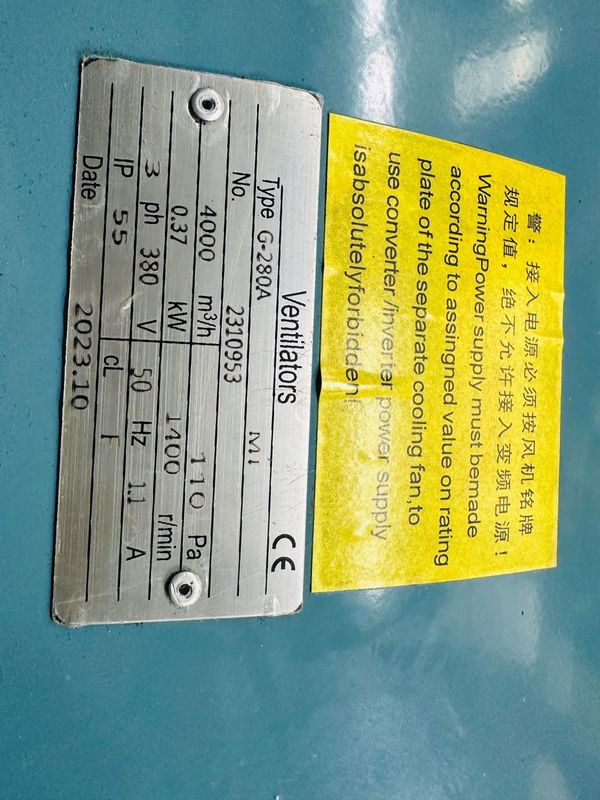 Ventilators CE
Type G-280A M1
No. 2310953
4000 m³/h 110 Pa
0.37 kW 1400 r/min
3 ph 380 V 50 Hz 1.1 A
IP 55 cL F
Date 2023.10
警：接入电源必须按风机铭牌
规定值，绝不允许接入变频电源！
WarningPower supply must bemade
according to assingned value on rating
plate of the separate cooling fan,to
use converter/inverter power supply
isabsolutelyforbidden!